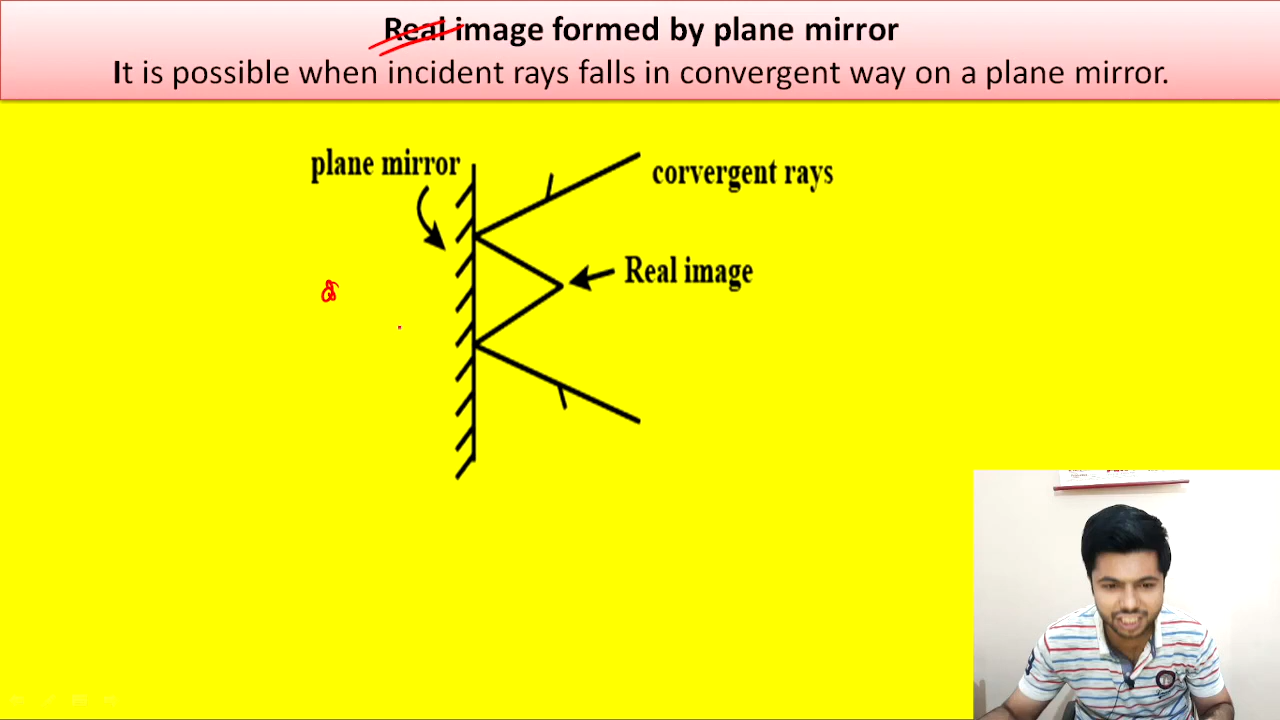 Real image formed by plane mirror
It is possible when incident rays falls in convergent way on a plane mirror.
plane mirror
corvergent rays
Real image